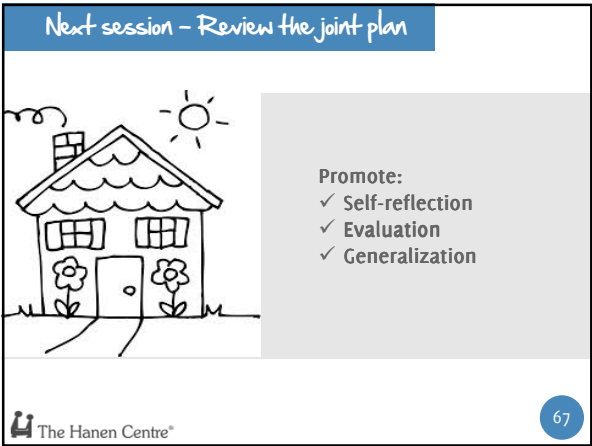 Next session – Review the joint plan
Promote:
✓ Self-reflection
✓ Evaluation
✓ Generalization
The Hanen Centre®
67